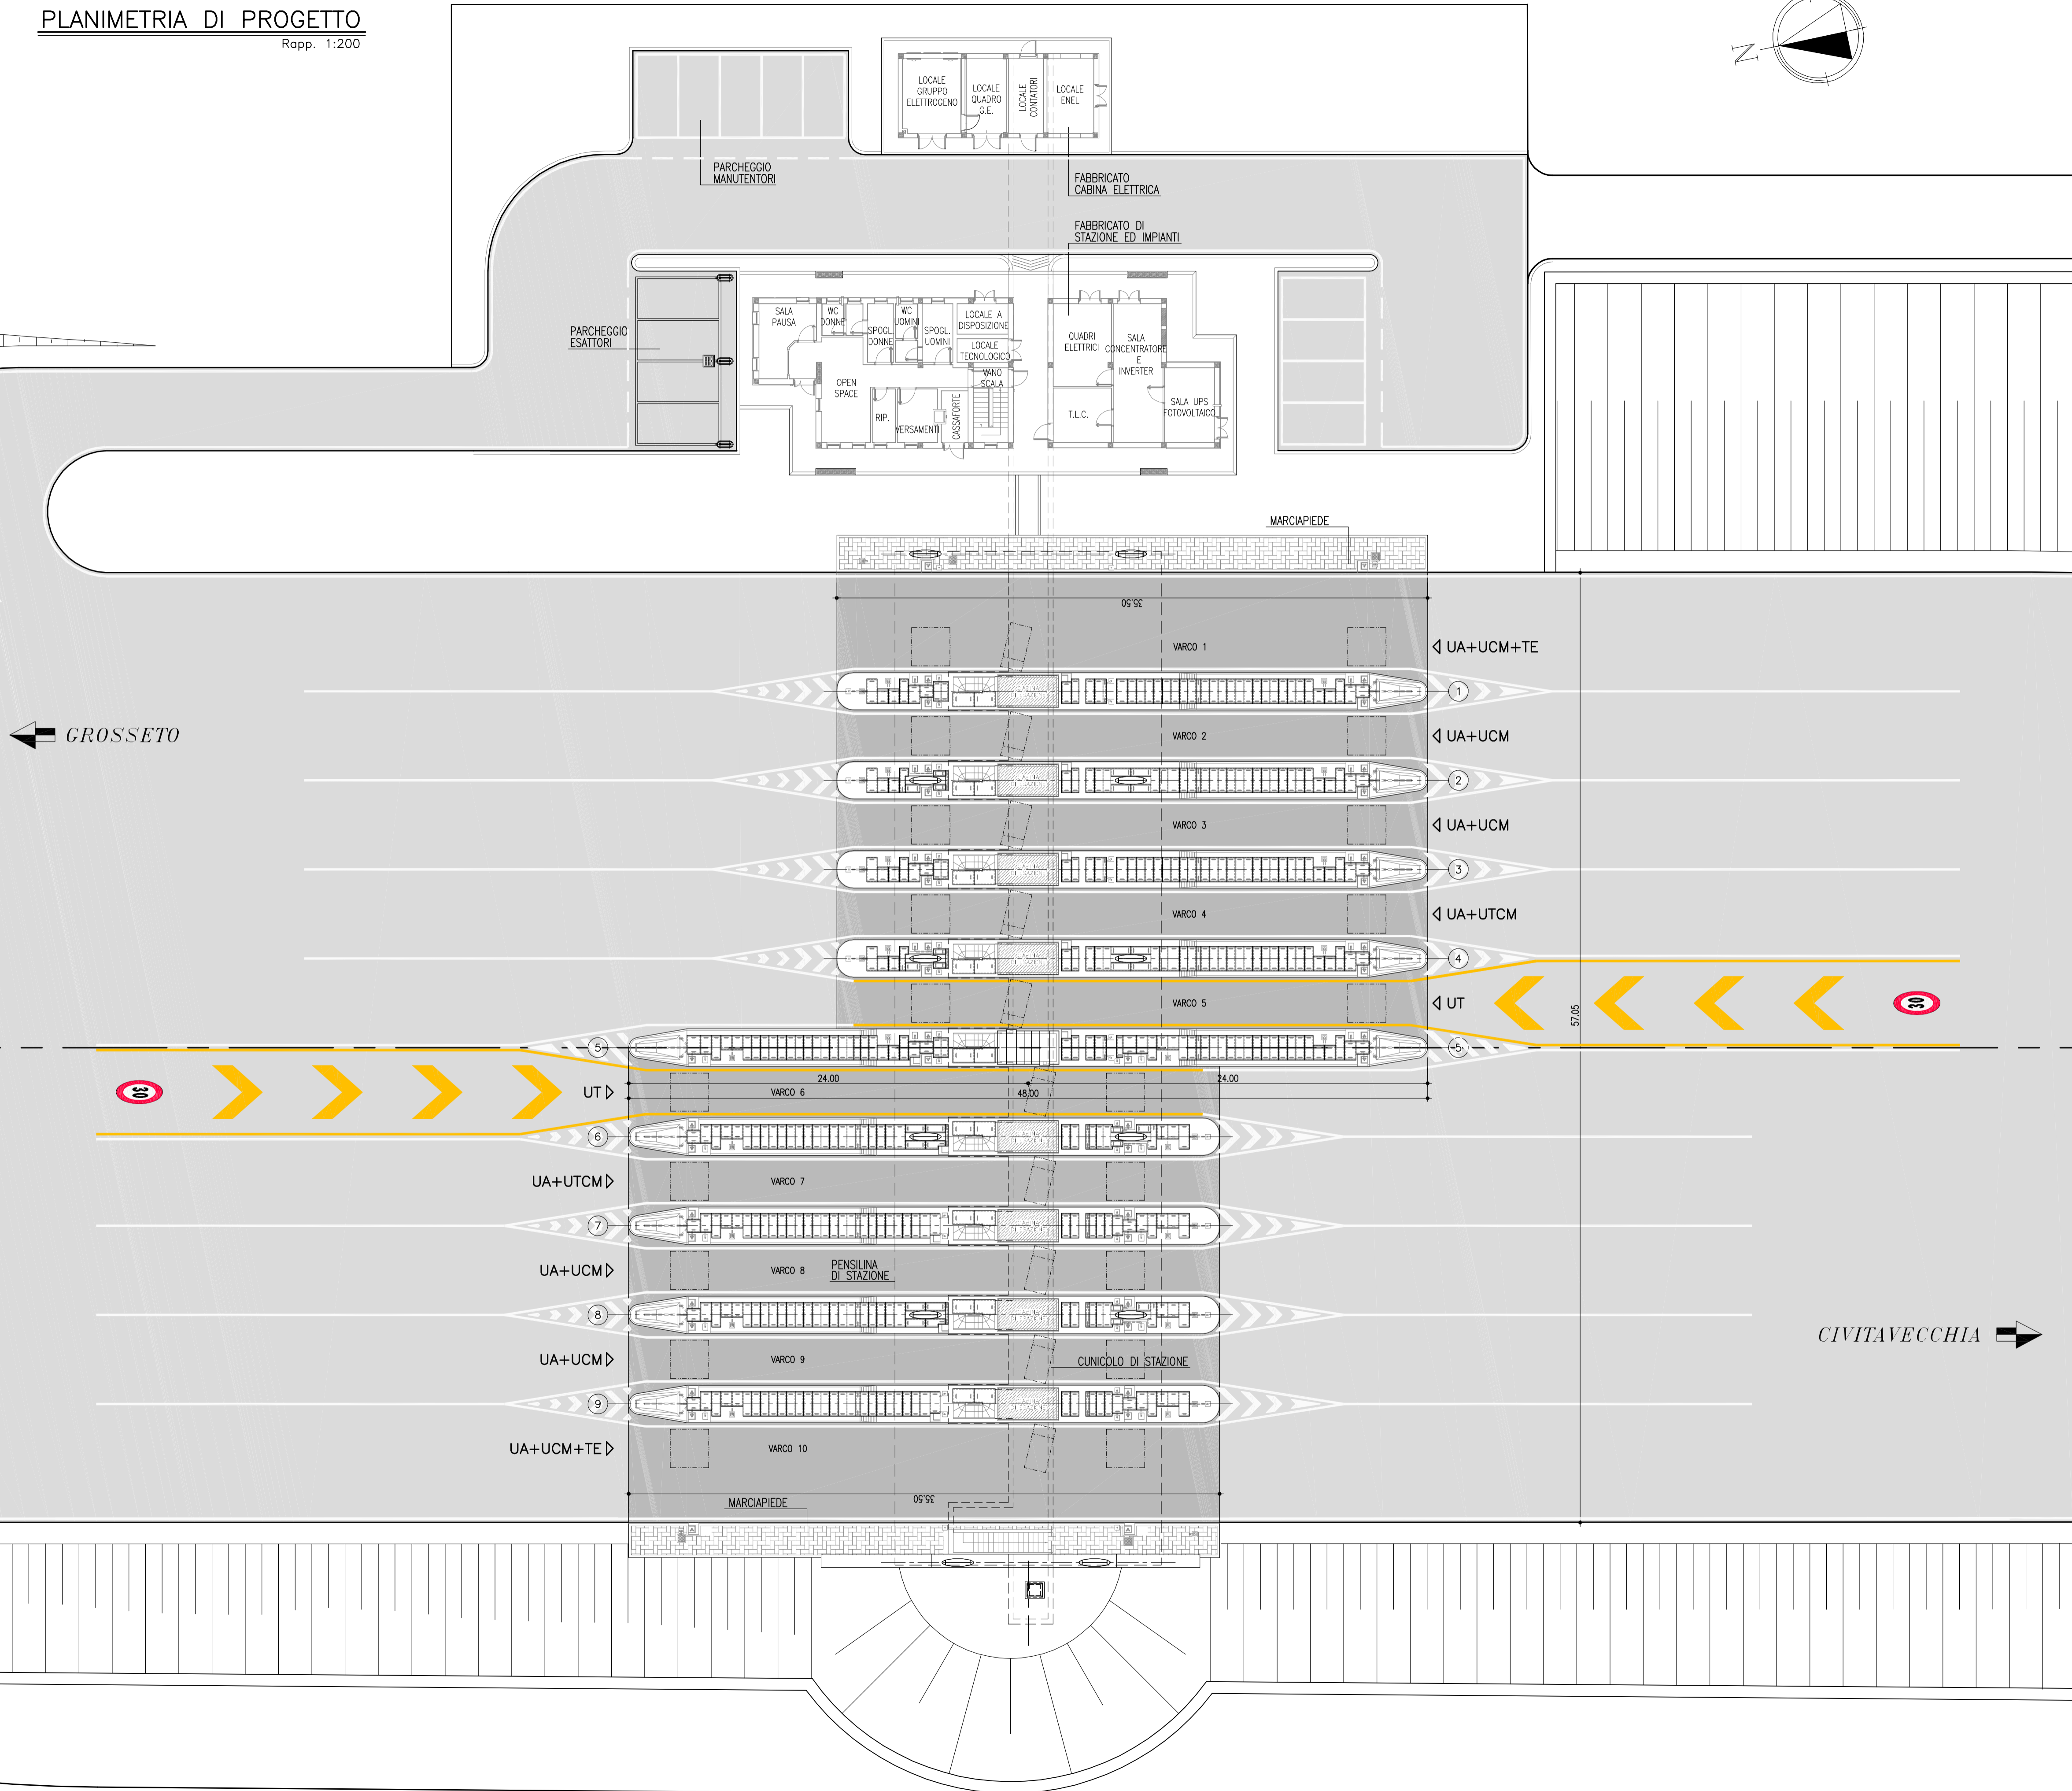 PLANIMETRIA DI PROGETTO
Rapp. 1:200
N
LOCALE
GRUPPO
ELETTROGENO
LOCALE
QUADRO
G.E.
LOCALE
CONTATORI
LOCALE
ENEL
PARCHEGGIO
MANUTENTORI
FABBRICATO
CABINA ELETTRICA
FABBRICATO DI
STAZIONE ED IMPIANTI
PARCHEGGIO
ESATTORI
SALA
PAUSA
WC
DONNE
SPOGL.
DONNE
WC
UOMINI
SPOGL.
UOMINI
LOCALE A
DISPOSIZIONE
LOCALE
TECNOLOGICO
VANO
SCALA
OPEN
SPACE
RIP.
VERSAMENTI
CASSAFORTE
QUADRI
ELETTRICI
SALA
CONCENTRATORE
E
INVERTER
T.L.C.
SALA UPS
FOTOVOLTAICO
MARCIAPIEDE
35.50
VARCO 1
UA+UCM+TE
1
GROSSETO
VARCO 2
UA+UCM
2
VARCO 3
UA+UCM
3
VARCO 4
UA+UTCM
4
VARCO 5
UT
30
57.05
5
5
24.00
24.00
48.00
30
UT
VARCO 6
6
UA+UTCM
VARCO 7
7
UA+UCM
VARCO 8
PENSILINA
DI STAZIONE
8
CIVITAVECCHIA
UA+UCM
VARCO 9
CUNICOLO DI STAZIONE
9
UA+UCM+TE
VARCO 10
35.50
MARCIAPIEDE